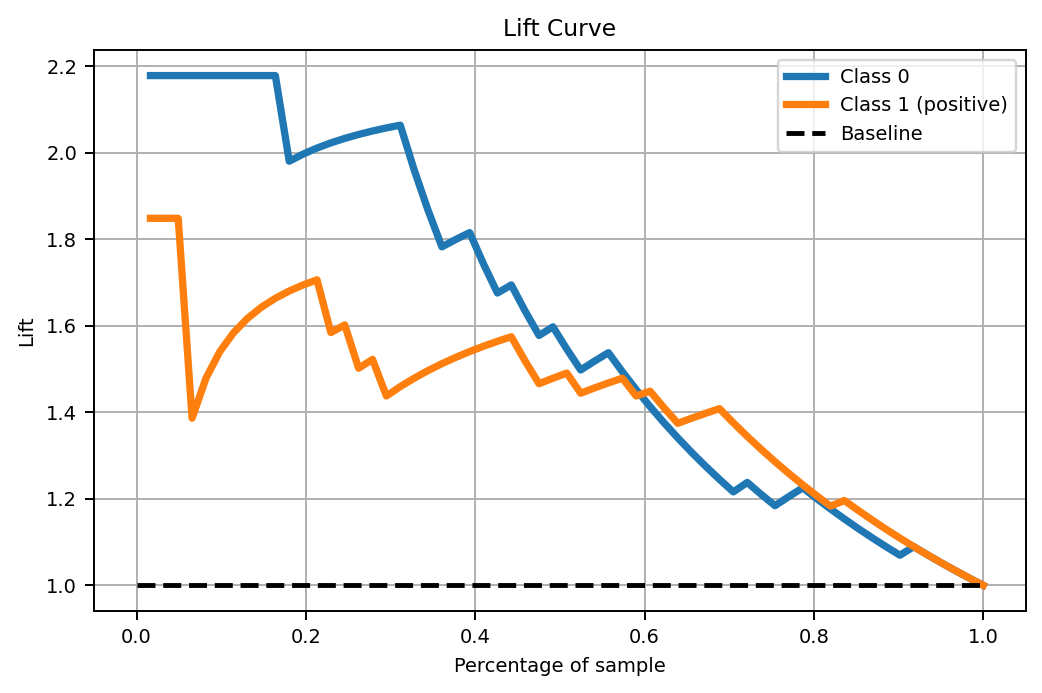 Lift Curve
Lift
2.2
2.0
1.8
1.6
1.4
1.2
1.0
Class 0
Class 1 (positive)
Baseline
0.0 0.2 0.4 0.6 0.8 1.0
Percentage of sample